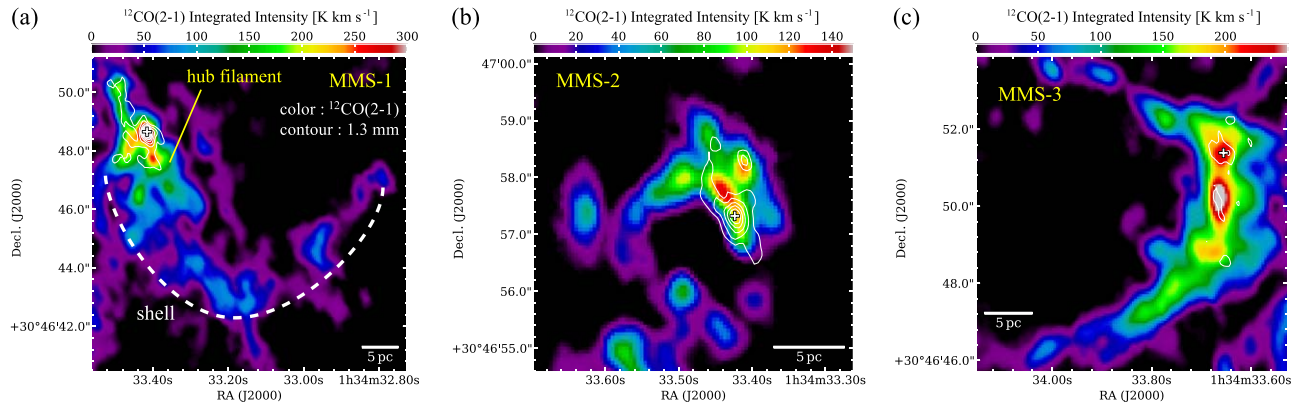 (a)
¹²CO(2-1) Integrated Intensity [K km s⁻¹]
0 50 100 150 200 250 300
hub filament
MMS-1
color : ¹²CO(2-1)
contour : 1.3 mm
shell
5 pc
50.0"
48.0"
46.0"
44.0"
+30°46'42.0"
Decl. (J2000)
33.40s 33.20s 33.00s 1h34m32.80s
RA (J2000)
(b)
¹²CO(2-1) Integrated Intensity [K km s⁻¹]
0 20 40 60 80 100 120 140
MMS-2
5 pc
47'00.0"
59.0"
58.0"
57.0"
56.0"
+30°46'55.0"
Decl. (J2000)
33.60s 33.50s 33.40s 1h34m33.30s
RA (J2000)
(c)
¹²CO(2-1) Integrated Intensity [K km s⁻¹]
0 50 100 150 200
MMS-3
5 pc
52.0"
50.0"
48.0"
+30°46'46.0"
Decl. (J2000)
34.00s 33.80s 1h34m33.60s
RA (J2000)